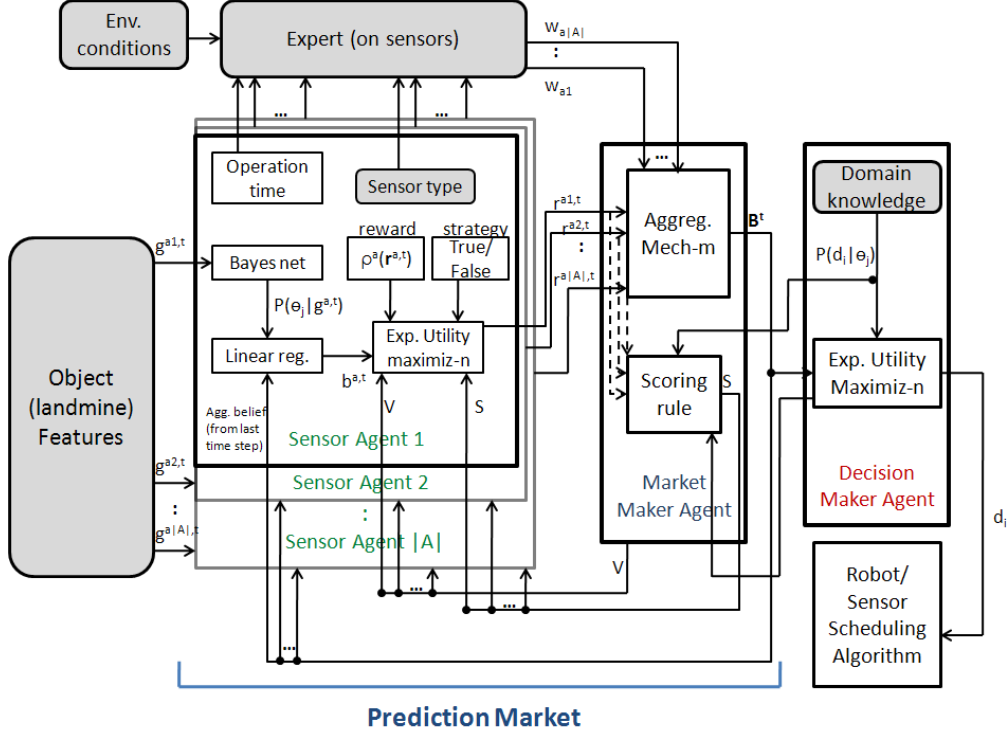 Env.
conditions
Expert (on sensors)
w_a|A|
:
w_a1
...
...
...
Operation
time
Sensor type
Domain
knowledge
reward
strategy
ρ^a(r^a,t)
True/
False
r^a1,t
r^a2,t
:
r^a|A|,t
Aggreg.
Mech-m
B^t
P(d_i|ɵ_j)
g^a1,t
Bayes net
P(ɵ_j|g^a,t)
Linear reg.
b^a,t
Exp. Utility
maximiz-n
V
S
Scoring
rule
S
Exp. Utility
Maximiz-n
Object
(landmine)
Features
Agg. belief
(from last
time step)
Sensor Agent 1
g^a2,t
:
g^a|A|,t
Sensor Agent 2
:
Sensor Agent |A|
Market
Maker Agent
Decision
Maker Agent
d_i
V
...
...
...
Robot/
Sensor
Scheduling
Algorithm
Prediction Market